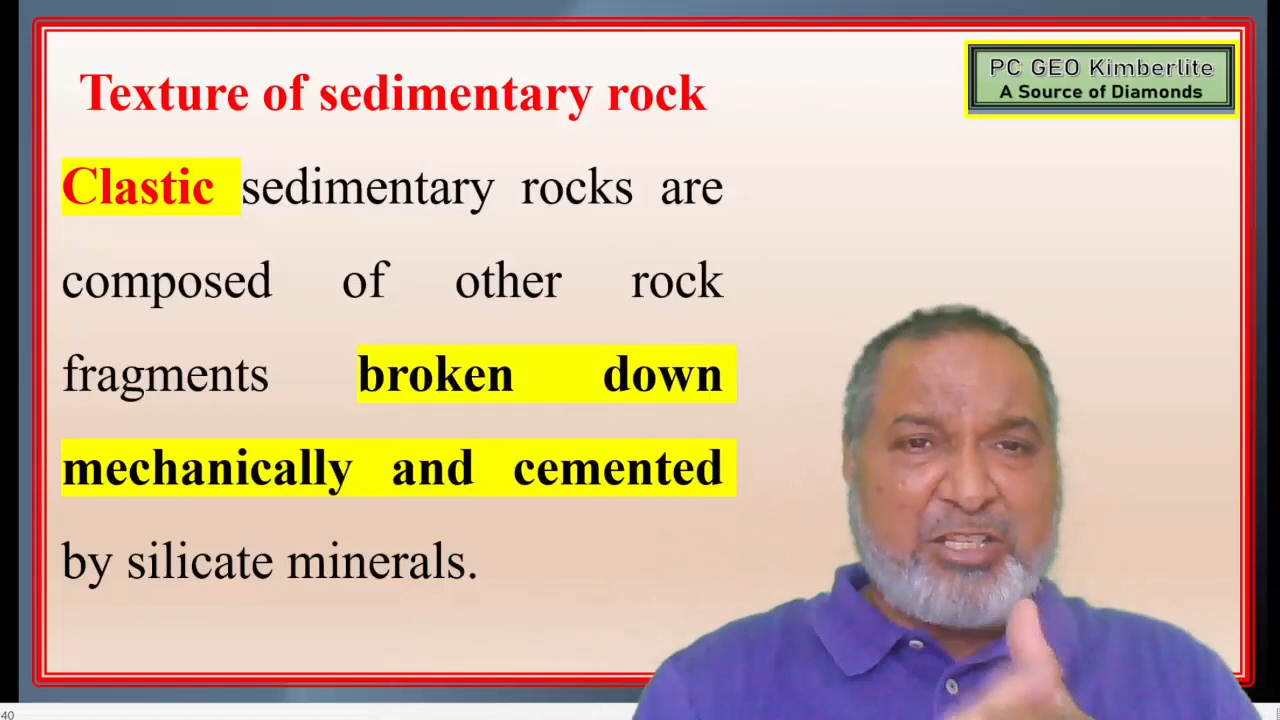 Texture of sedimentary rock
PC GEO Kimberlite
A Source of Diamonds
Clastic sedimentary rocks are
composed of other rock
fragments broken down
mechanically and cemented
by silicate minerals.
40